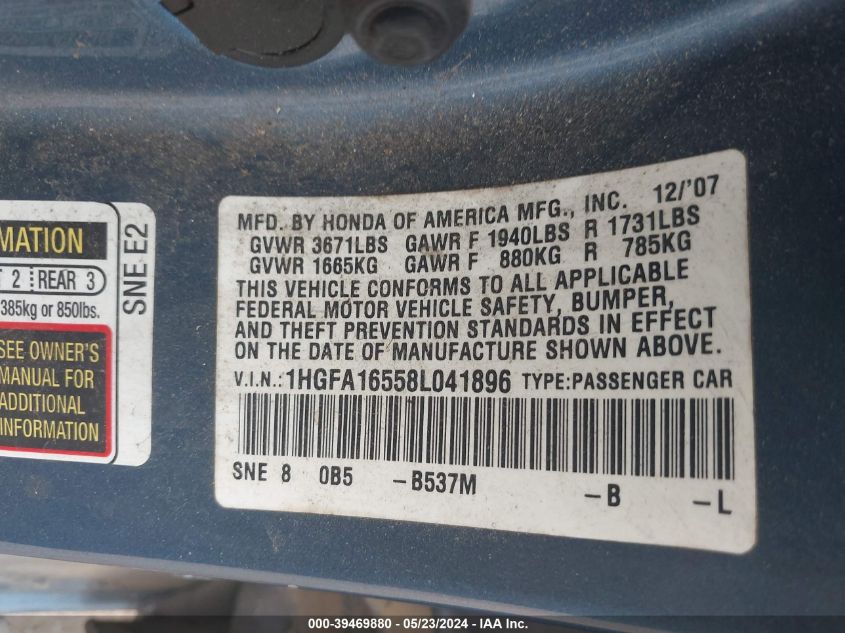 MATION
T 2 REAR 3
385kg or 850lbs.
SEE OWNER'S
MANUAL FOR
ADDITIONAL
INFORMATION
SNE E2
MFD. BY HONDA OF AMERICA MFG., INC. 12/'07
GVWR 3671LBS GAWR F 1940LBS R 1731LBS
GVWR 1665KG GAWR F 880KG R 785KG
THIS VEHICLE CONFORMS TO ALL APPLICABLE
FEDERAL MOTOR VEHICLE SAFETY, BUMPER,
AND THEFT PREVENTION STANDARDS IN EFFECT
ON THE DATE OF MANUFACTURE SHOWN ABOVE.
V.I.N.: 1HGFA16558L041896 TYPE:PASSENGER CAR
SNE 8 0B5 -B537M -B -L
000-39469880 - 05/23/2024 - IAA Inc.